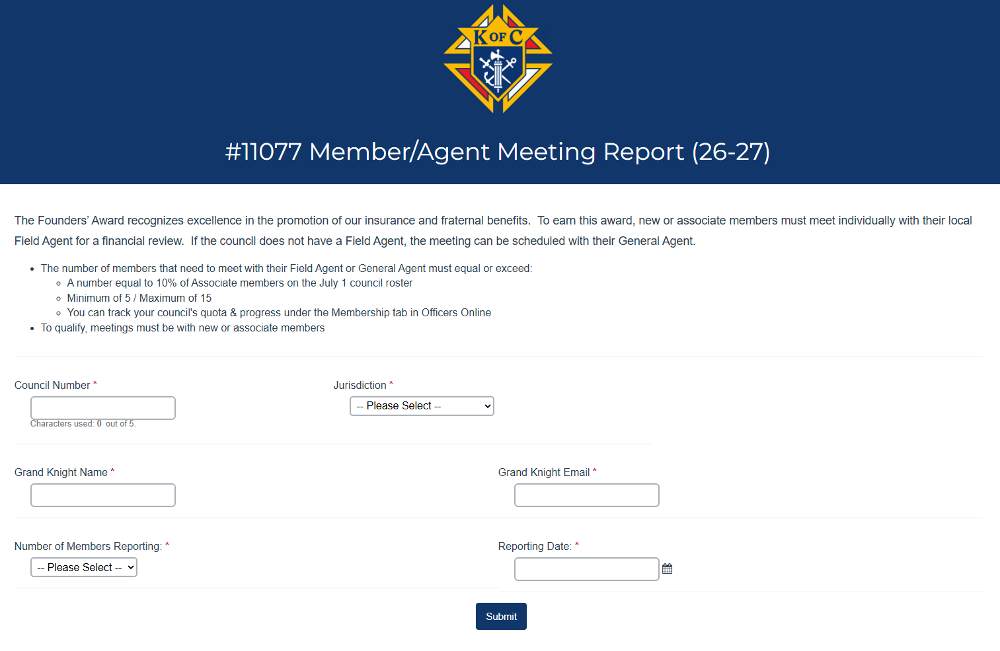 K OF C
#11077 Member/Agent Meeting Report (26-27)
The Founders’ Award recognizes excellence in the promotion of our insurance and fraternal benefits.  To earn this award, new or associate members must meet individually with their local
Field Agent for a financial review.  If the council does not have a Field Agent, the meeting can be scheduled with their General Agent.
The number of members that need to meet with their Field Agent or General Agent must equal or exceed:
A number equal to 10% of Associate members on the July 1 council roster
Minimum of 5 / Maximum of 15
You can track your council's quota & progress under the Membership tab in Officers Online
To qualify, meetings must be with new or associate members
Council Number * Jurisdiction *
-- Please Select --
Characters used: 0  out of 5.
Grand Knight Name * Grand Knight Email *
Number of Members Reporting: * Reporting Date: *
-- Please Select --
Submit